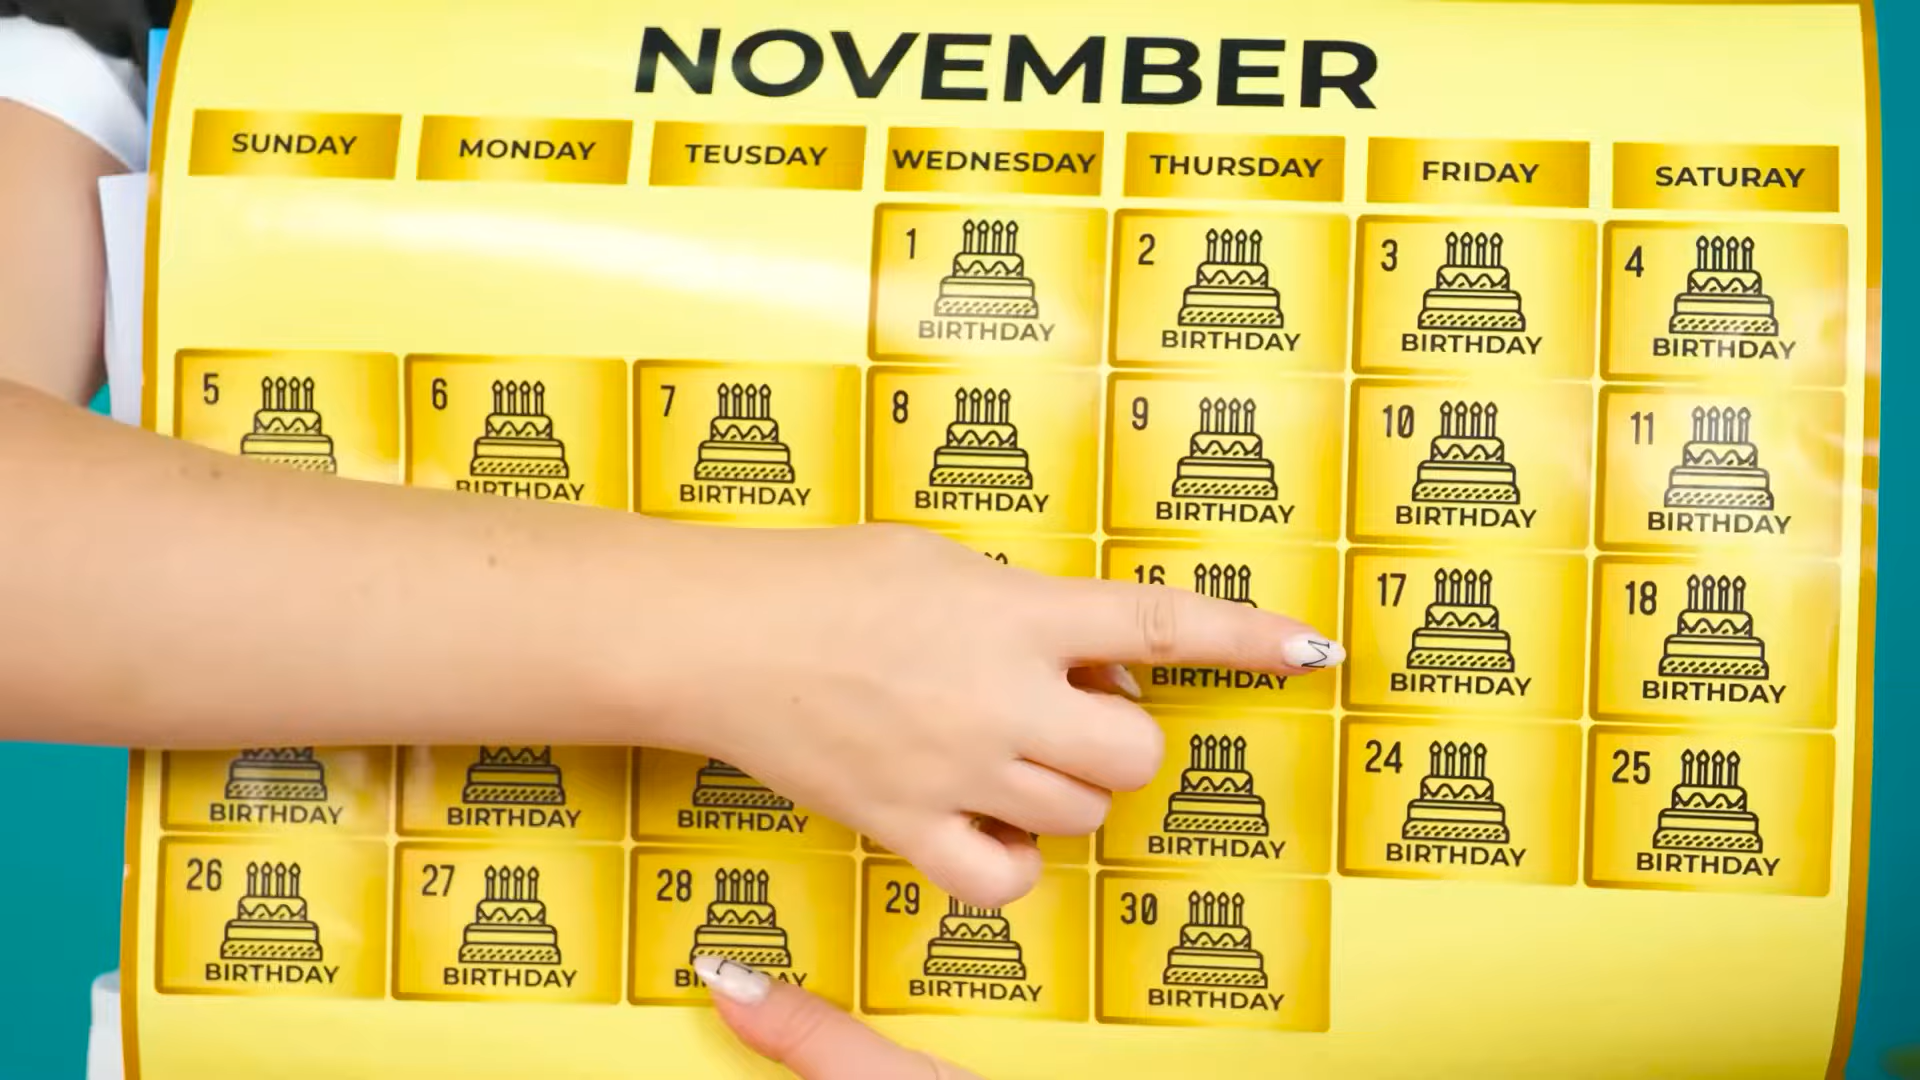 NOVEMBER
SUNDAY MONDAY TEUSDAY WEDNESDAY THURSDAY FRIDAY SATURAY
1 2 3 4
BIRTHDAY BIRTHDAY BIRTHDAY BIRTHDAY
5 6 7 8 9 10 11
BIRTHDAY BIRTHDAY BIRTHDAY BIRTHDAY BIRTHDAY BIRTHDAY
16 17 18
M
BIRTHDAY BIRTHDAY BIRTHDAY
24 25
BIRTHDAY BIRTHDAY BIRTHDAY BIRTHDAY BIRTHDAY BIRTHDAY
26 27 28 29 30
BIRTHDAY BIRTHDAY BIRTHDAY BIRTHDAY